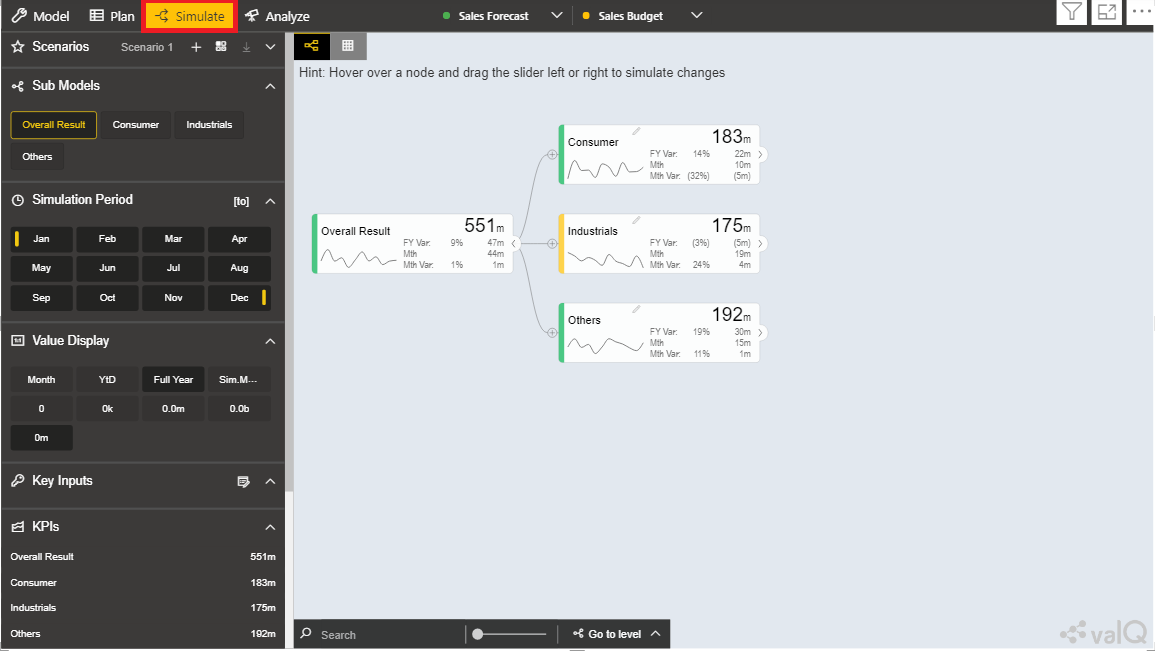 Model Plan Simulate Analyze Sales Forecast Sales Budget
Scenarios Scenario 1
Hint: Hover over a node and drag the slider left or right to simulate changes
Sub Models
Overall Result Consumer Industrials
Others
Simulation Period [to]
Jan Feb Mar Apr
May Jun Jul Aug
Sep Oct Nov Dec
Value Display
Month YtD Full Year Sim.M...
0 0k 0.0m 0.0b
0m
Key Inputs
KPIs
Overall Result 551m
Consumer 183m
Industrials 175m
Others 192m
Overall Result 551m
FY Var: 9% 47m
Mth 44m
Mth Var: 1% 1m
Consumer 183m
FY Var: 14% 22m
Mth 10m
Mth Var: (32%) (5m)
Industrials 175m
FY Var: (3%) (5m)
Mth 19m
Mth Var: 24% 4m
Others 192m
FY Var: 19% 30m
Mth 15m
Mth Var: 11% 1m
Search Go to level
valQ